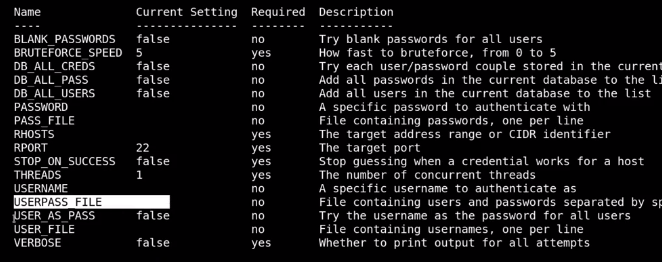 Name Current Setting Required Description
---- --------------- -------- -----------
BLANK_PASSWORDS false no Try blank passwords for all users
BRUTEFORCE_SPEED 5 yes How fast to bruteforce, from 0 to 5
DB_ALL_CREDS false no Try each user/password couple stored in the current
DB_ALL_PASS false no Add all passwords in the current database to the li
DB_ALL_USERS false no Add all users in the current database to the list
PASSWORD no A specific password to authenticate with
PASS_FILE no File containing passwords, one per line
RHOSTS yes The target address range or CIDR identifier
RPORT 22 yes The target port
STOP_ON_SUCCESS false yes Stop guessing when a credential works for a host
THREADS 1 yes The number of concurrent threads
USERNAME no A specific username to authenticate as
USERPASS_FILE no File containing users and passwords separated by sp
USER_AS_PASS false no Try the username as the password for all users
USER_FILE no File containing usernames, one per line
VERBOSE false yes Whether to print output for all attempts